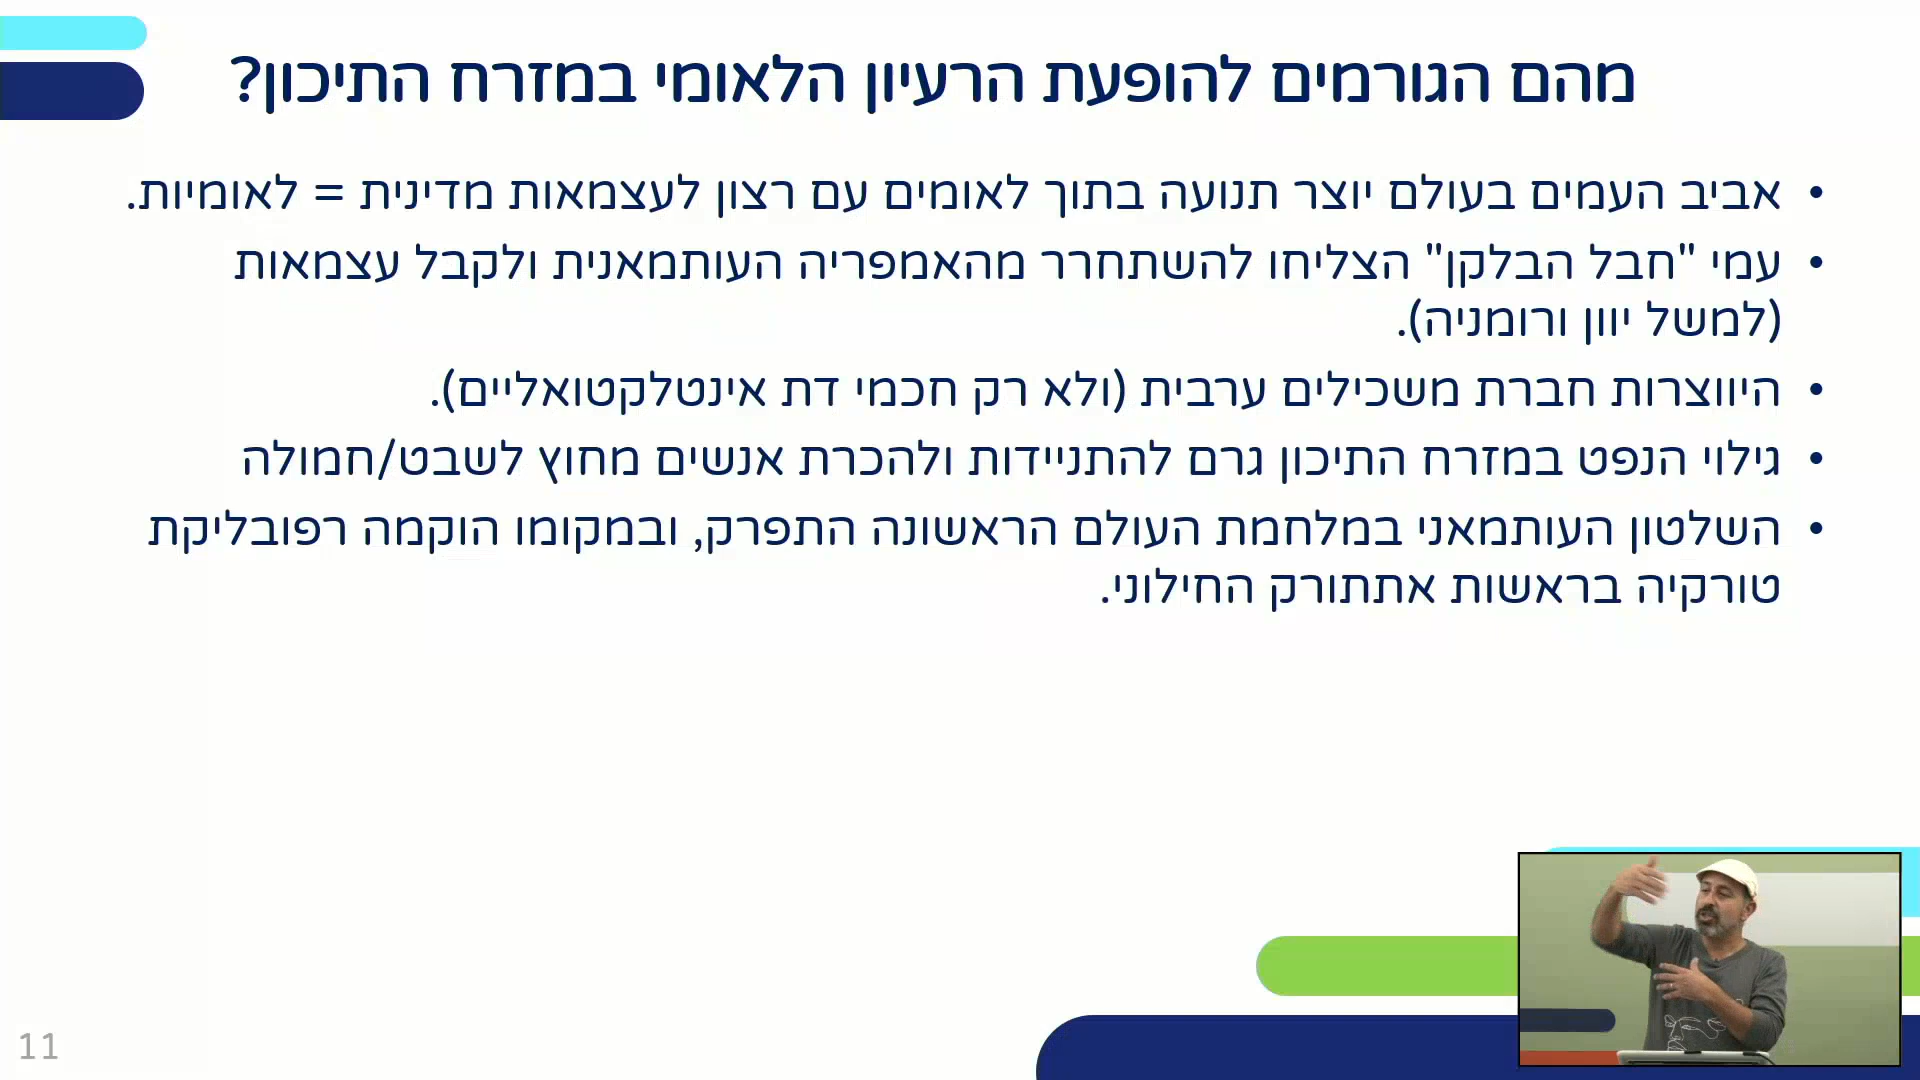 מהם הגורמים להופעת הרעיון הלאומי במזרח התיכון?
• אביב העמים בעולם יוצר תנועה בתוך לאומים עם רצון לעצמאות מדינית = לאומיות.
• עמי "חבל הבלקן" הצליחו להשתחרר מהאמפריה העותמאנית ולקבל עצמאות
(למשל יוון ורומניה).
• היווצרות חברת משכילים ערבית (ולא רק חכמי דת אינטלקטואליים).
• גילוי הנפט במזרח התיכון גרם להתניידות ולהכרת אנשים מחוץ לשבט/חמולה
• השלטון העותמאני במלחמת העולם הראשונה התפרק, ובמקומו הוקמה רפובליקת
טורקיה בראשות אתתורק החילוני.
11